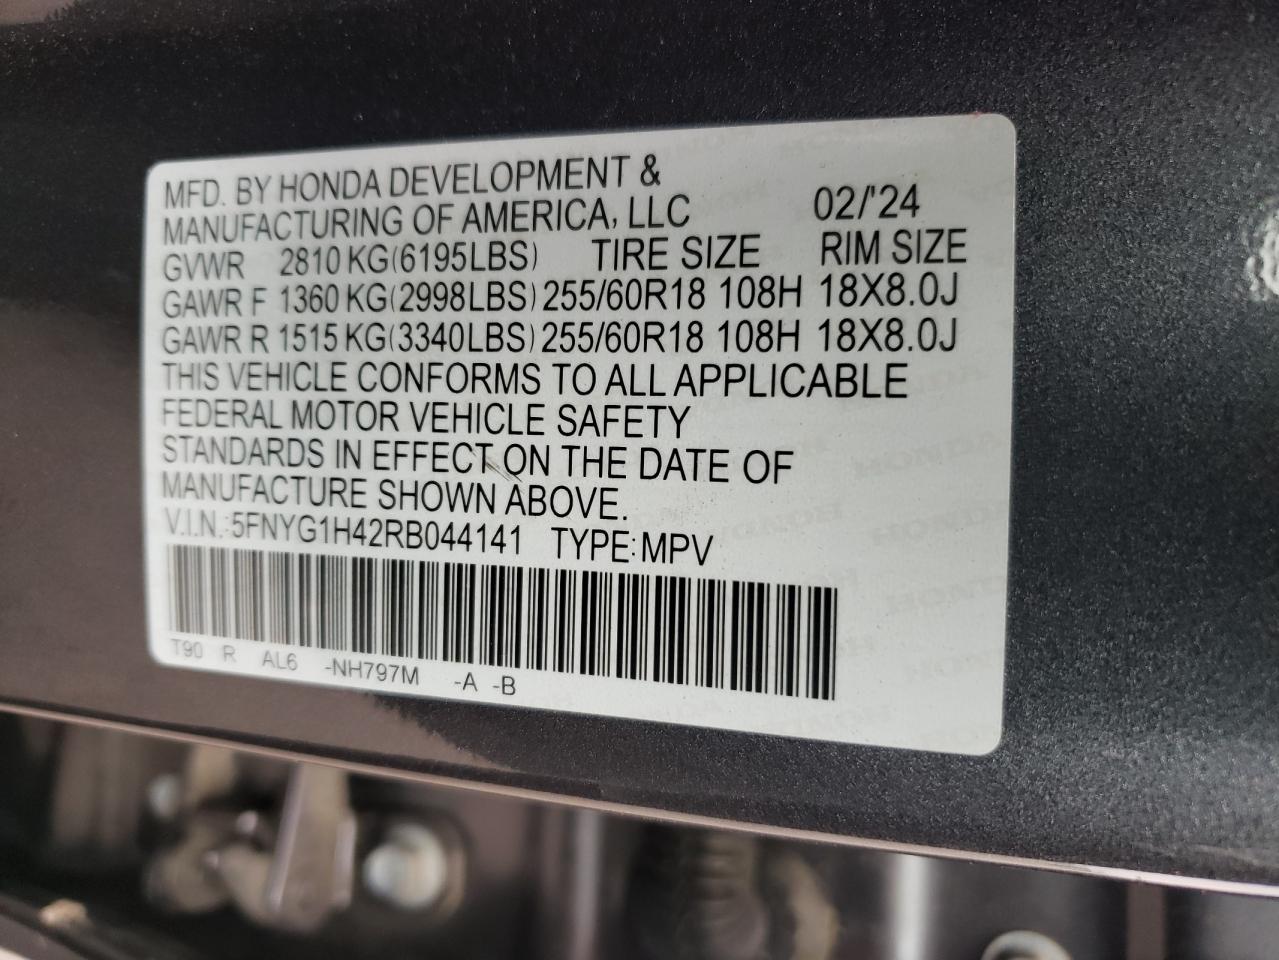 MFD. BY HONDA DEVELOPMENT &
MANUFACTURING OF AMERICA, LLC 02/'24
GVWR 2810 KG(6195LBS) TIRE SIZE RIM SIZE
GAWR F 1360 KG(2998LBS) 255/60R18 108H 18X8.0J
GAWR R 1515 KG(3340LBS) 255/60R18 108H 18X8.0J
THIS VEHICLE CONFORMS TO ALL APPLICABLE
FEDERAL MOTOR VEHICLE SAFETY
STANDARDS IN EFFECT ON THE DATE OF
MANUFACTURE SHOWN ABOVE.
V.I.N.:5FNYG1H42RB044141 TYPE:MPV
T90 R AL6 -NH797M -A -B